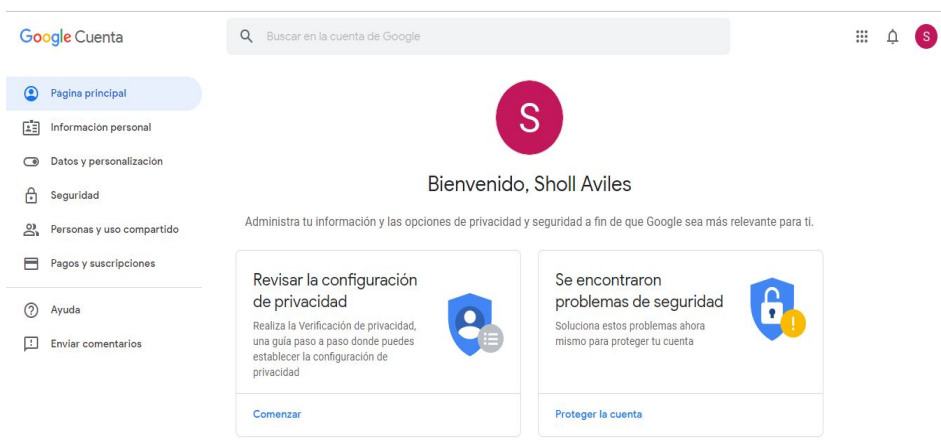 Google Cuenta
Buscar en la cuenta de Google
S
Página principal
Información personal
Datos y personalización
Seguridad
Personas y uso compartido
Pagos y suscripciones
Ayuda
Enviar comentarios
S
Bienvenido, Sholl Aviles
Administra tu información y las opciones de privacidad y seguridad a fin de que Google sea más relevante para ti.
Revisar la configuración
de privacidad
Realiza la Verificación de privacidad,
una guía paso a paso donde puedes
establecer la configuración de
privacidad
Comenzar
Se encontraron
problemas de seguridad
Soluciona estos problemas ahora
mismo para proteger tu cuenta
Proteger la cuenta